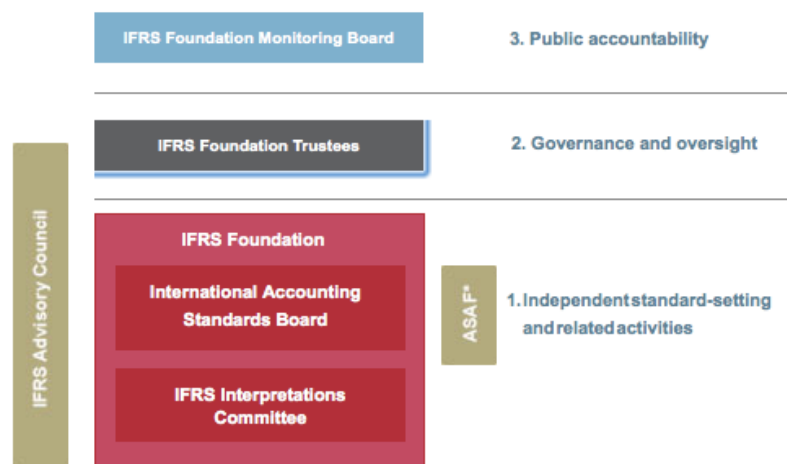 IFRS Foundation Monitoring Board
3. Public accountability
IFRS Foundation Trustees
2. Governance and oversight
IFRS Advisory Council
IFRS Foundation
International Accounting
Standards Board
IFRS Interpretations
Committee
ASAF*
1. Independent standard-setting
and related activities